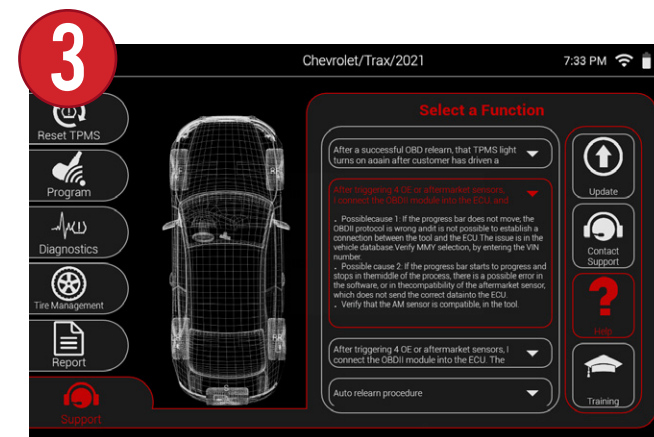 3
Chevrolet/Trax/2021
7:33 PM
Reset TPMS
Program
Diagnostics
Tire Management
Report
Support
Select a Function
After a successful OBD relearn, that TPMS light
turns on again after customer has driven a
After triggering 4 OE or aftermarket sensors,
I connect the OBDII module into the ECU. and
. Possiblecause 1: If the progress bar does not move; the
OBDII protocol is wrong andit is not possible to establish a
connection between the tool and the ECU.The issue is in the
vehicle database.Verify MMY selection, by entering the VIN
number.
. Possible cause 2: If the progress bar starts to progress and
stops in themiddle of the process, there is a possible error in
the software, or in thecompatibility of the aftermarket sensor,
which does not send the correct datainto the ECU.
. Verify that the AM sensor is compatible, in the tool.
After triggering 4 OE or aftermarket sensors, I
connect the OBDII module into the ECU. The
Auto relearn procedure
Update
Contact
Support
Help
Training